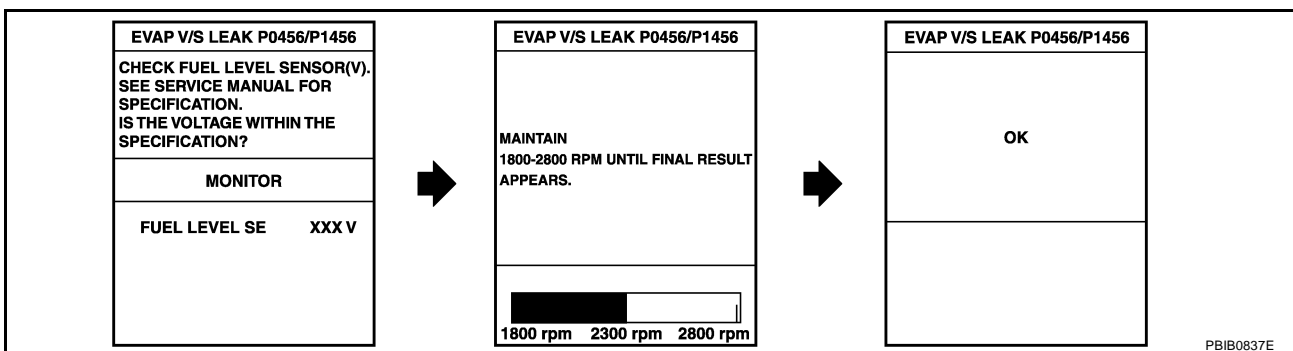 EVAP V/S LEAK P0456/P1456
CHECK FUEL LEVEL SENSOR(V).
SEE SERVICE MANUAL FOR
SPECIFICATION.
IS THE VOLTAGE WITHIN THE
SPECIFICATION?
MONITOR
FUEL LEVEL SE XXX V
EVAP V/S LEAK P0456/P1456
MAINTAIN
1800-2800 RPM UNTIL FINAL RESULT
APPEARS.
1800 rpm 2300 rpm 2800 rpm
EVAP V/S LEAK P0456/P1456
OK
PBIB0837E